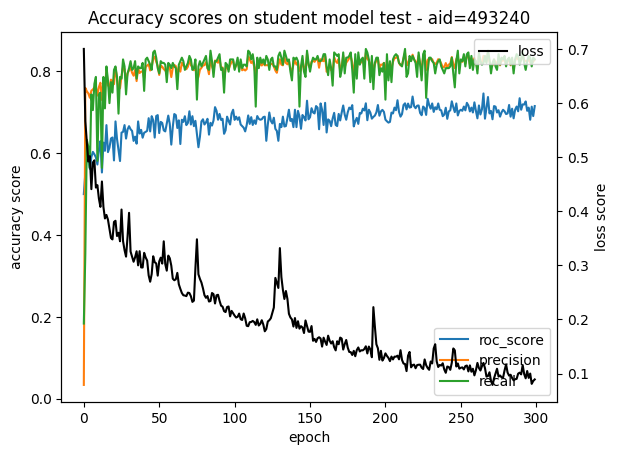 Accuracy scores on student model test - aid=493240
loss
0.8
0.6
0.4
0.2
0.0
accuracy score
0.7
0.6
0.5
0.4
0.3
0.2
0.1
loss score
roc_score
precision
recall
0
50
100
150
200
250
300
epoch